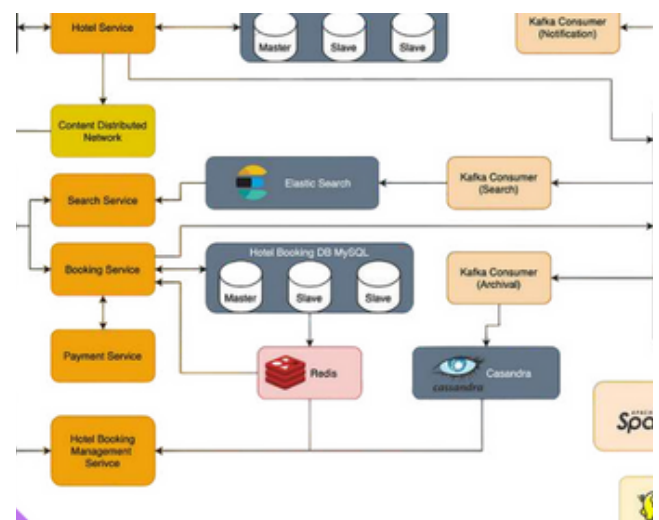 Hotel Service
Master
Slave
Slave
Kafka Consumer
(Notification)
Content Distributed
Network
Search Service
Elastic Search
Kafka Consumer
(Search)
Booking Service
Hotel Booking DB MySQL
Master
Slave
Slave
Kafka Consumer
(Archival)
Payment Service
Redis
cassandra
Casandra
Hotel Booking
Management
Serivce
APACHE
Spa